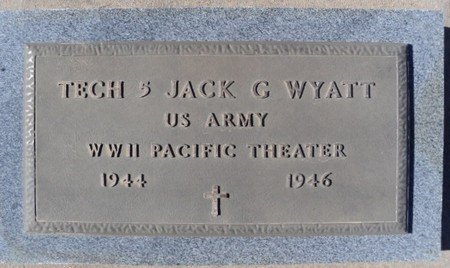 TECH 5 JACK G WYATT
US ARMY
WWII PACIFIC THEATER
1944 1946